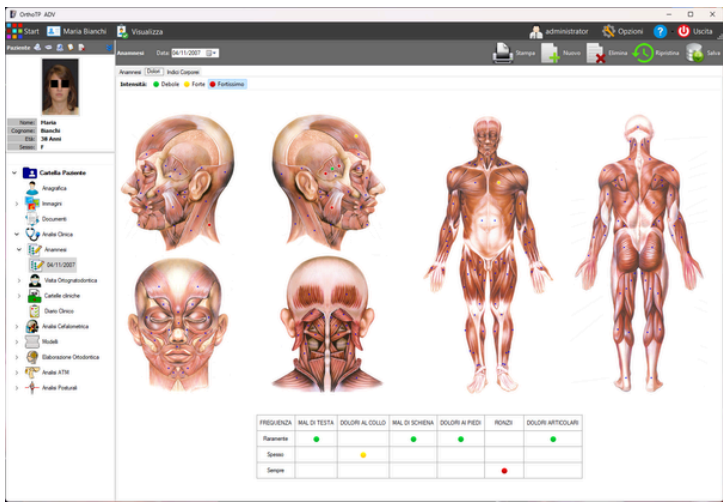 OrthoTP ADV
Start Maria Bianchi Visualizza administrator Opzioni ? Uscita
Paziente
Anamnesi Data: 04/11/2007 Stampa Nuovo Elimina Ripristina Salva
Anamnesi Dolori Indici Corporei
Intensità: Debole Forte Fortissimo
Nome: Maria
Cognome: Bianchi
Età: 38 Anni
Sesso: F
Cartella Paziente
Anagrafica
Immagini
Documenti
Analisi Clinica
Anamnesi
04/11/2007
Visita Ortognatodontica
Cartelle cliniche
Diario Clinico
Analisi Cefalometrica
Modelli
Elaborazione Ortodontica
Analisi ATM
Analisi Posturali
FREQUENZA MAL DI TESTA DOLORI AL COLLO MAL DI SCHIENA DOLORI AI PIEDI RONZII DOLORI ARTICOLARI
Raramente
Spesso
Sempre